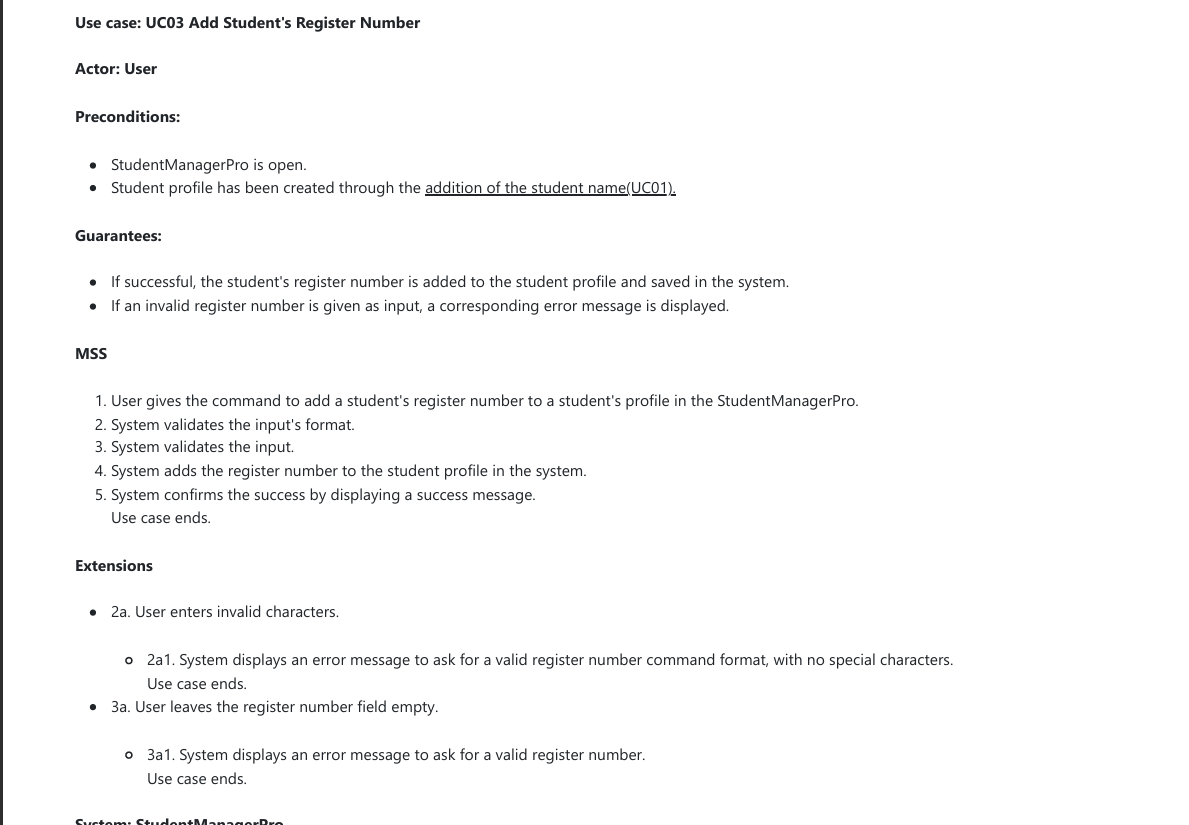 Use case: UC03 Add Student's Register Number
Actor: User
Preconditions:
StudentManagerPro is open.
Student profile has been created through the addition of the student name(UC01).
Guarantees:
If successful, the student's register number is added to the student profile and saved in the system.
If an invalid register number is given as input, a corresponding error message is displayed.
MSS
1. User gives the command to add a student's register number to a student's profile in the StudentManagerPro.
2. System validates the input's format.
3. System validates the input.
4. System adds the register number to the student profile in the system.
5. System confirms the success by displaying a success message.
Use case ends.
Extensions
2a. User enters invalid characters.
2a1. System displays an error message to ask for a valid register number command format, with no special characters.
Use case ends.
3a. User leaves the register number field empty.
3a1. System displays an error message to ask for a valid register number.
Use case ends.
System: StudentManagerPro